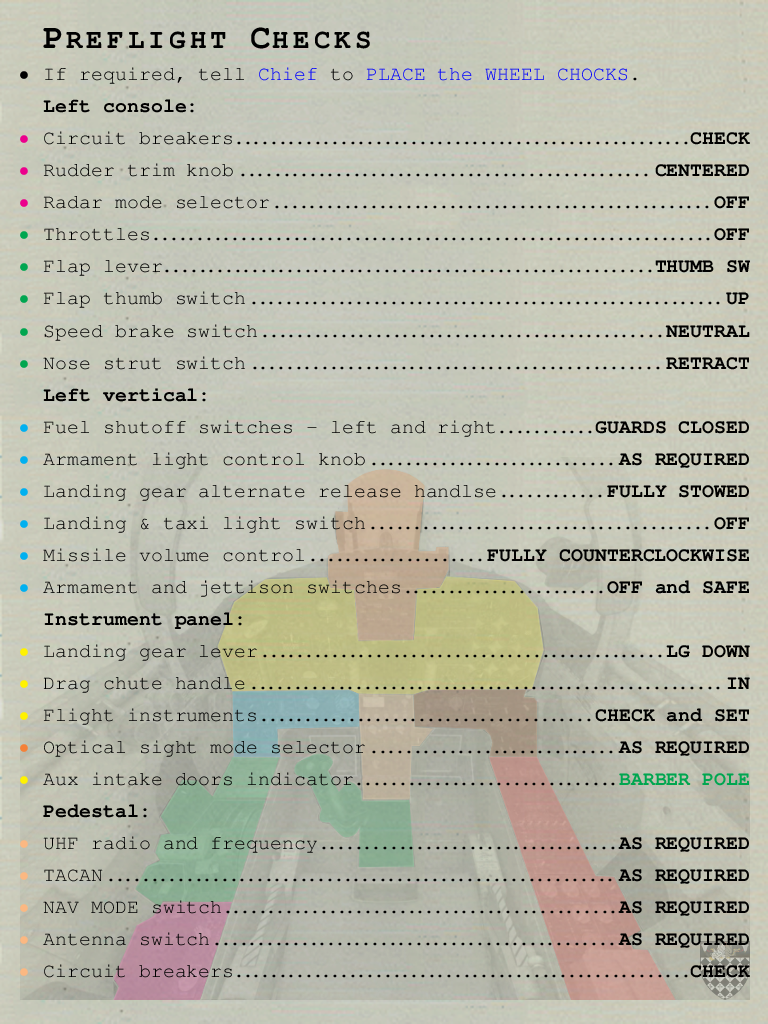 PREFLIGHT CHECKS
• If required, tell Chief to PLACE the WHEEL CHOCKS.
Left console:
• Circuit breakers.......................................................CHECK
• Rudder trim knob..................................................CENTERED
• Radar mode selector.....................................................OFF
• Throttles....................................................................OFF
• Flap lever............................................................THUMB SW
• Flap thumb switch.........................................................UP
• Speed brake switch.................................................NEUTRAL
• Nose strut switch..................................................RETRACT
Left vertical:
• Fuel shutoff switches – left and right...........GUARDS CLOSED
• Armament light control knob..............................AS REQUIRED
• Landing gear alternate release handlse............FULLY STOWED
• Landing & taxi light switch..........................................OFF
• Missile volume control...................FULLY COUNTERCLOCKWISE
• Armament and jettison switches......................OFF and SAFE
Instrument panel:
• Landing gear lever.................................................LG DOWN
• Drag chute handle.........................................................IN
• Flight instruments.......................................CHECK and SET
• Optical sight mode selector..............................AS REQUIRED
• Aux intake doors indicator................................BARBER POLE
Pedestal:
• UHF radio and frequency....................................AS REQUIRED
• TACAN..............................................................AS REQUIRED
• NAV MODE switch................................................AS REQUIRED
• Antenna switch.................................................AS REQUIRED
• Circuit breakers.......................................................CHECK